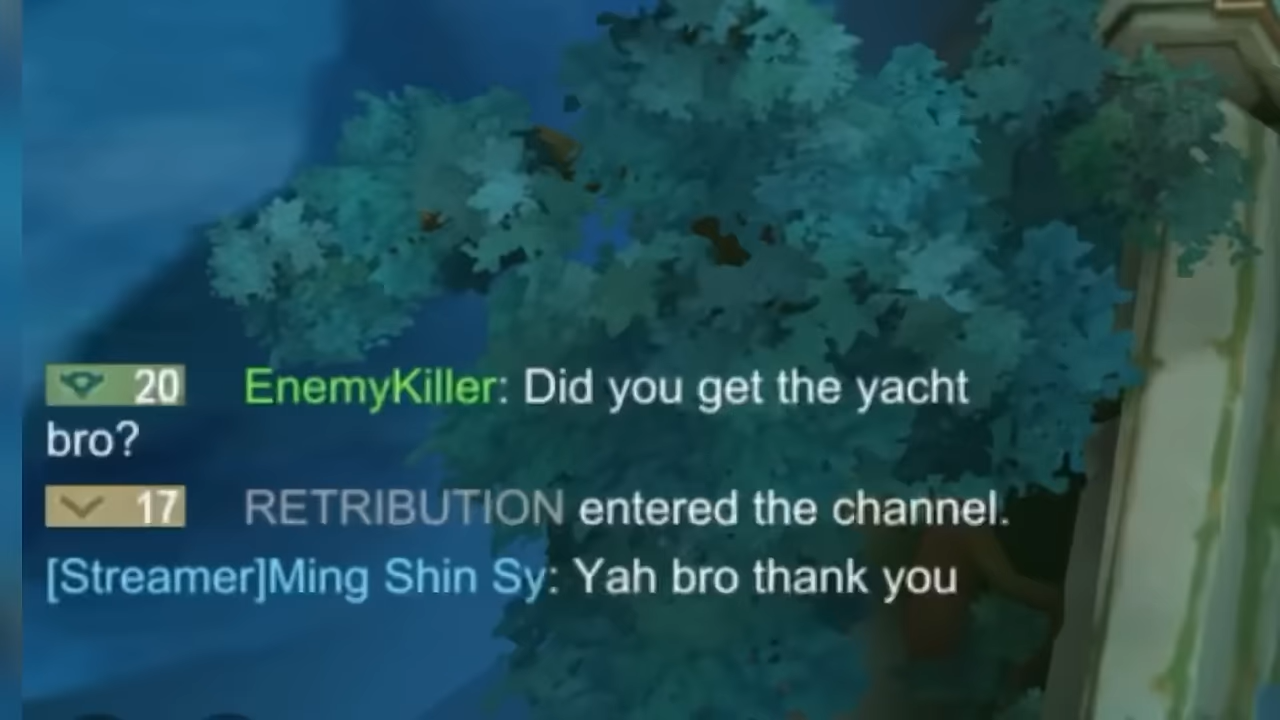 20 EnemyKiller: Did you get the yacht
bro?
17 RETRIBUTION entered the channel.
[Streamer]Ming Shin Sy: Yah bro thank you